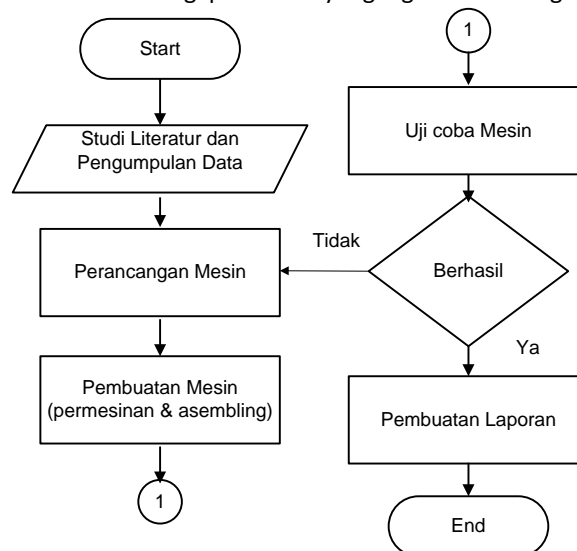 Start
Studi Literatur dan
Pengumpulan Data
Perancangan Mesin
Pembuatan Mesin
(permesinan & asembling)
1
1
Uji coba Mesin
Berhasil
Tidak
Ya
Pembuatan Laporan
End